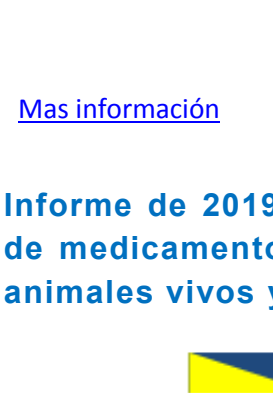 Mas información
Informe de 2019
de medicamento
animales vivos y